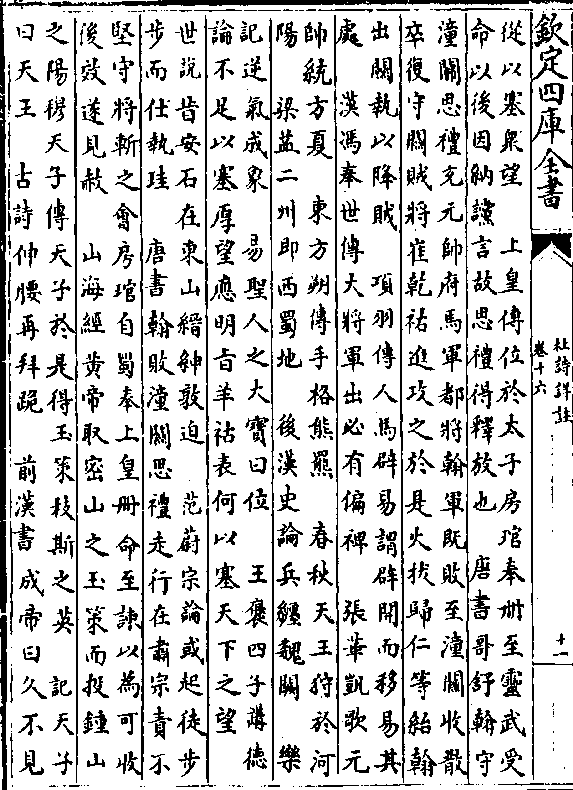 欽定四庫全書
杜詩詳註
卷十六
十一
從以塞衆望　上皇傳位於太子房琯奉冊至靈武受
命以後因納讜言故思禮得釋放也　唐書哥舒翰守
潼關思禮充元帥府馬軍都將翰軍既敗至潼關收散
卒復守關賊將崔乾祐進攻之於是火拔歸仁等紿翰
出關執以降賊　項羽傳人馬辟易謂辟開而移易其
處　漢馮奉世傳大將軍出必有偏裨　張華凱歌元
帥統方夏　東方朔傳手格熊羆　春秋天王狩於河
陽　梁益二州即西蜀地　後漢史論兵纏魏闕　樂
記逆氣成象　易聖人之大寶曰位　王褒四子講德
論不足以塞厚望應明旨羊祜表何以塞天下之望
世說昔安石在東山縉紳敦迫　范蔚宗論或起徒步
步而仕執珪　唐書翰敗潼關思禮走行在肅宗責不
堅守將斬之會房琯自蜀奉上皇冊命至諫以為可收
後效遂見赦　山海經黃帝取密山之玉策而投鍾山
之陽穆天子傳天子於是得玉策枝斯之英　記天子
曰天王　古詩伸腰再拜跪　前漢書成帝曰久不見